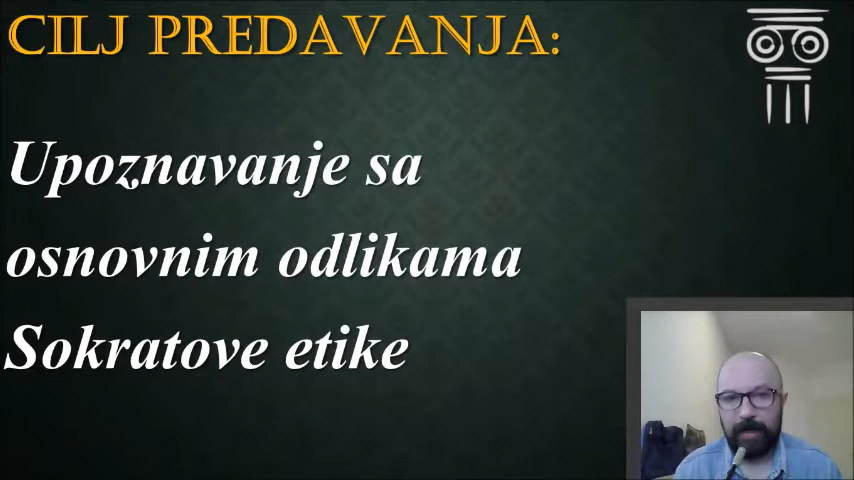 CILJ PREDAVANJA:
Upoznavanje sa
osnovnim odlikama
Sokratove etike